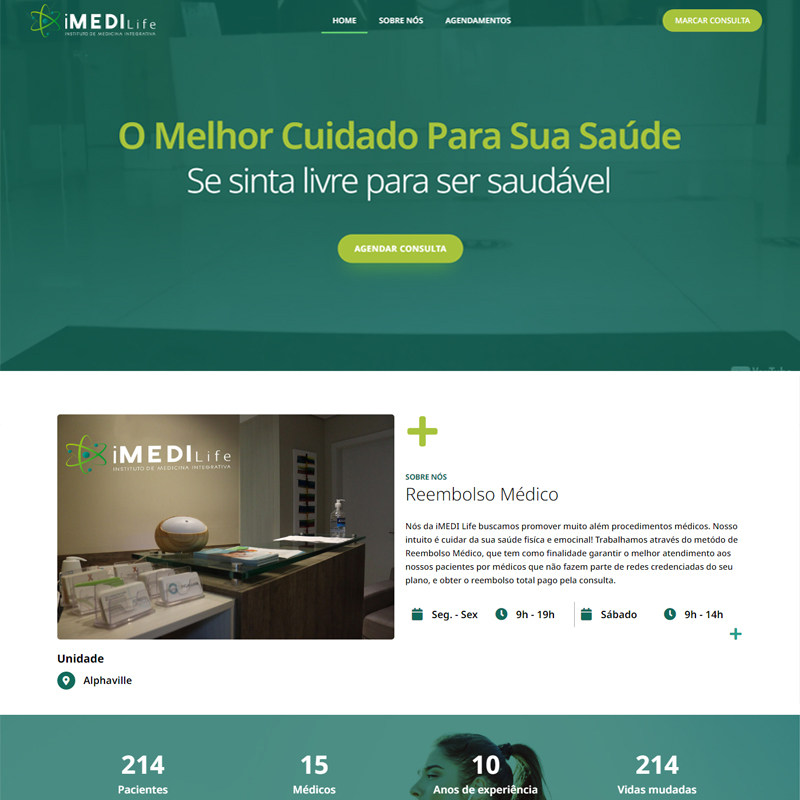 iMEDI Life
INSTITUTO DE MEDICINA INTEGRATIVA
HOME
SOBRE NÓS
AGENDAMENTOS
MARCAR CONSULTA
O Melhor Cuidado Para Sua Saúde
Se sinta livre para ser saudável
AGENDAR CONSULTA
iMEDI Life
INSTITUTO DE MEDICINA INTEGRATIVA
SOBRE NÓS
Reembolso Médico
Nós da iMEDI Life buscamos promover muito além procedimentos médicos. Nosso
intuito é cuidar da sua saúde fisíca e emocinal! Trabalhamos através do metódo de
Reembolso Médico, que tem como finalidade garantir o melhor atendimento aos
nossos pacientes por médicos que não fazem parte de redes credenciadas do seu
plano, e obter o reembolso total pago pela consulta.
Seg. - Sex
9h - 19h
Sábado
9h - 14h
Unidade
Alphaville
214
15
10
214
Pacientes
Médicos
Anos de experiência
Vidas mudadas